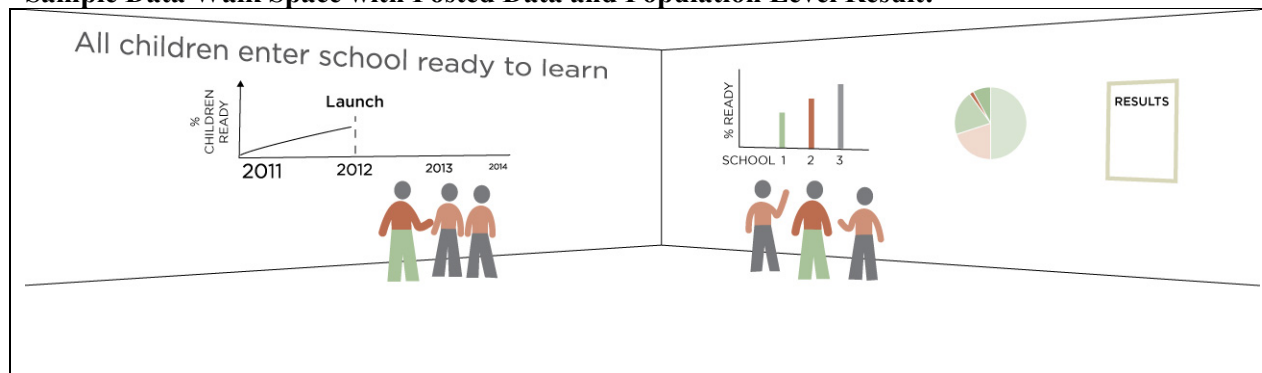 Sample Data-Walk Space with Posted Data and Population-Level Result:
All children enter school ready to learn
%
CHILDREN
READY
Launch
2011 2012 2013 2014
% READY
SCHOOL 1 2 3
RESULTS